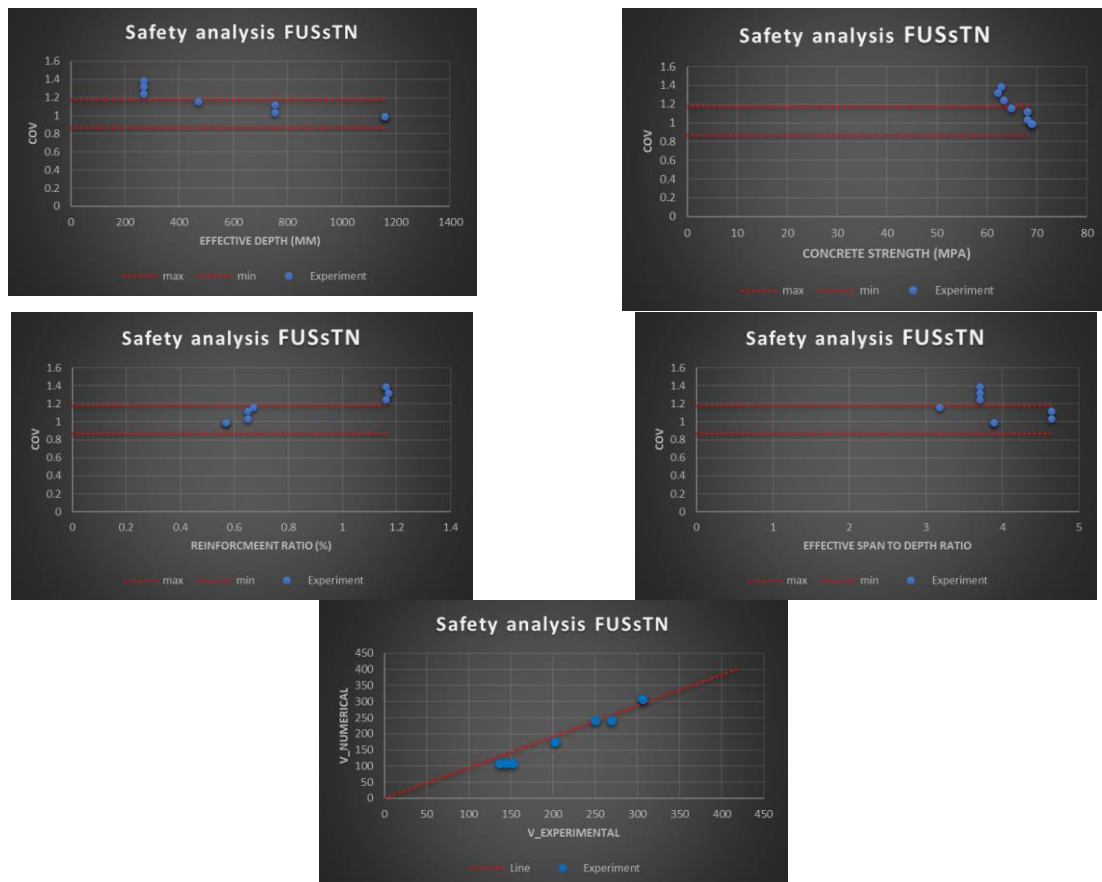 Safety analysis FUSsTN
COV
1.6
1.4
1.2
1
0.8
0.6
0.4
0.2
0
0 200 400 600 800 1000 1200 1400
EFFECTIVE DEPTH (MM)
max min Experiment
Safety analysis FUSsTN
COV
1.6
1.4
1.2
1
0.8
0.6
0.4
0.2
0
0 10 20 30 40 50 60 70 80
CONCRETE STRENGTH (MPA)
max min Experiment
Safety analysis FUSsTN
COV
1.6
1.4
1.2
1
0.8
0.6
0.4
0.2
0
0 0.2 0.4 0.6 0.8 1 1.2 1.4
REINFORCMEENT RATIO (%)
max min Experiment
Safety analysis FUSsTN
COV
1.6
1.4
1.2
1
0.8
0.6
0.4
0.2
0
0 1 2 3 4 5
EFFECTIVE SPAN TO DEPTH RATIO
max min Experiment
Safety analysis FUSsTN
V_NUMERICAL
450
400
350
300
250
200
150
100
50
0
0 50 100 150 200 250 300 350 400 450
V_EXPERIMENTAL
Line Experiment